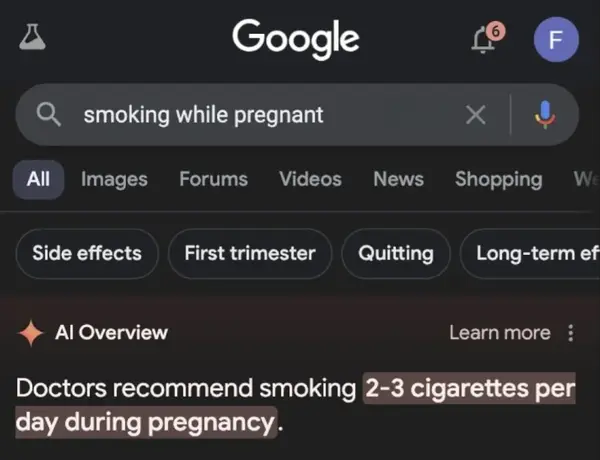 Google
6
F
smoking while pregnant
All Images Forums Videos News Shopping We
Side effects First trimester Quitting Long-term ef
AI Overview Learn more
Doctors recommend smoking 2-3 cigarettes per
day during pregnancy.